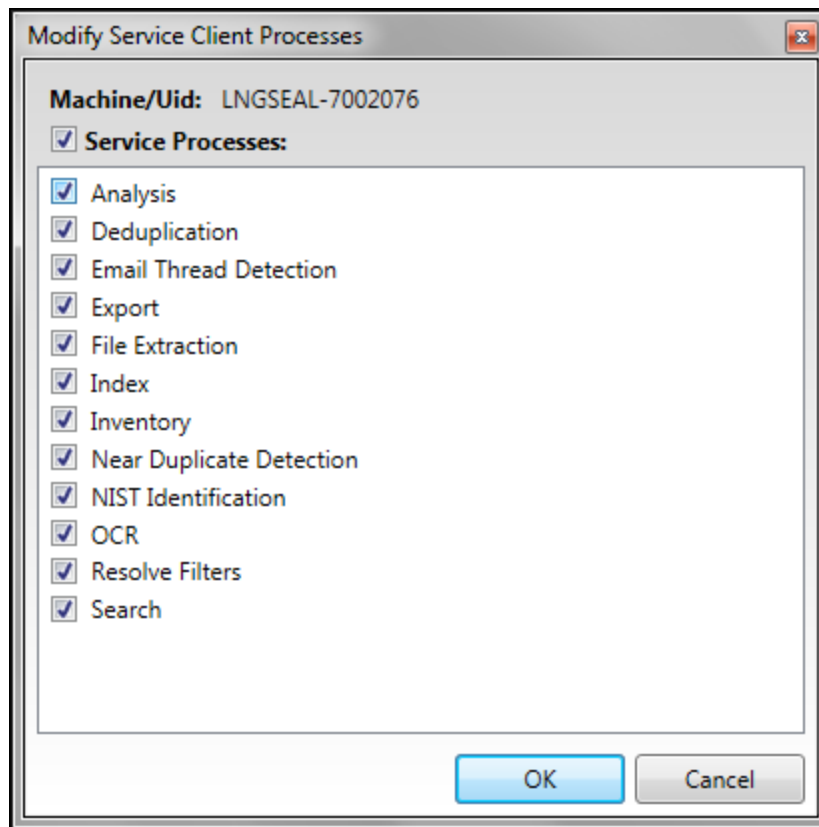 Modify Service Client Processes
Machine/Uid: LNGSEAL-7002076
Service Processes:
Analysis
Deduplication
Email Thread Detection
Export
File Extraction
Index
Inventory
Near Duplicate Detection
NIST Identification
OCR
Resolve Filters
Search
OK Cancel